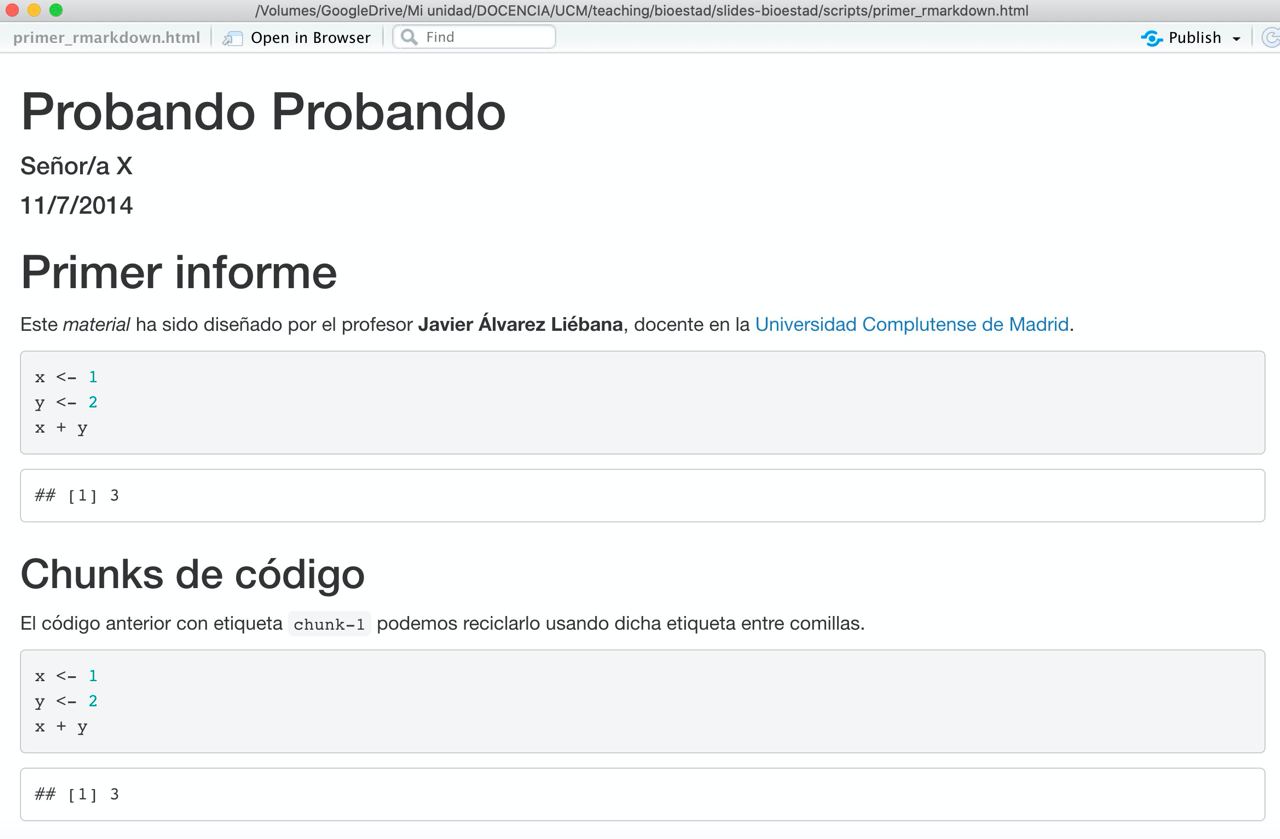 /Volumes/GoogleDrive/Mi unidad/DOCENCIA/UCM/teaching/bioestad/slides-bioestad/scripts/primer_rmarkdown.html
primer_rmarkdown.html Open in Browser Find Publish
Probando Probando
Señor/a X
11/7/2014
Primer informe
Este material ha sido diseñado por el profesor Javier Álvarez Liébana, docente en la Universidad Complutense de Madrid.
x <- 1
y <- 2
x + y
## [1] 3
Chunks de código
El código anterior con etiqueta chunk-1 podemos reciclarlo usando dicha etiqueta entre comillas.
x <- 1
y <- 2
x + y
## [1] 3